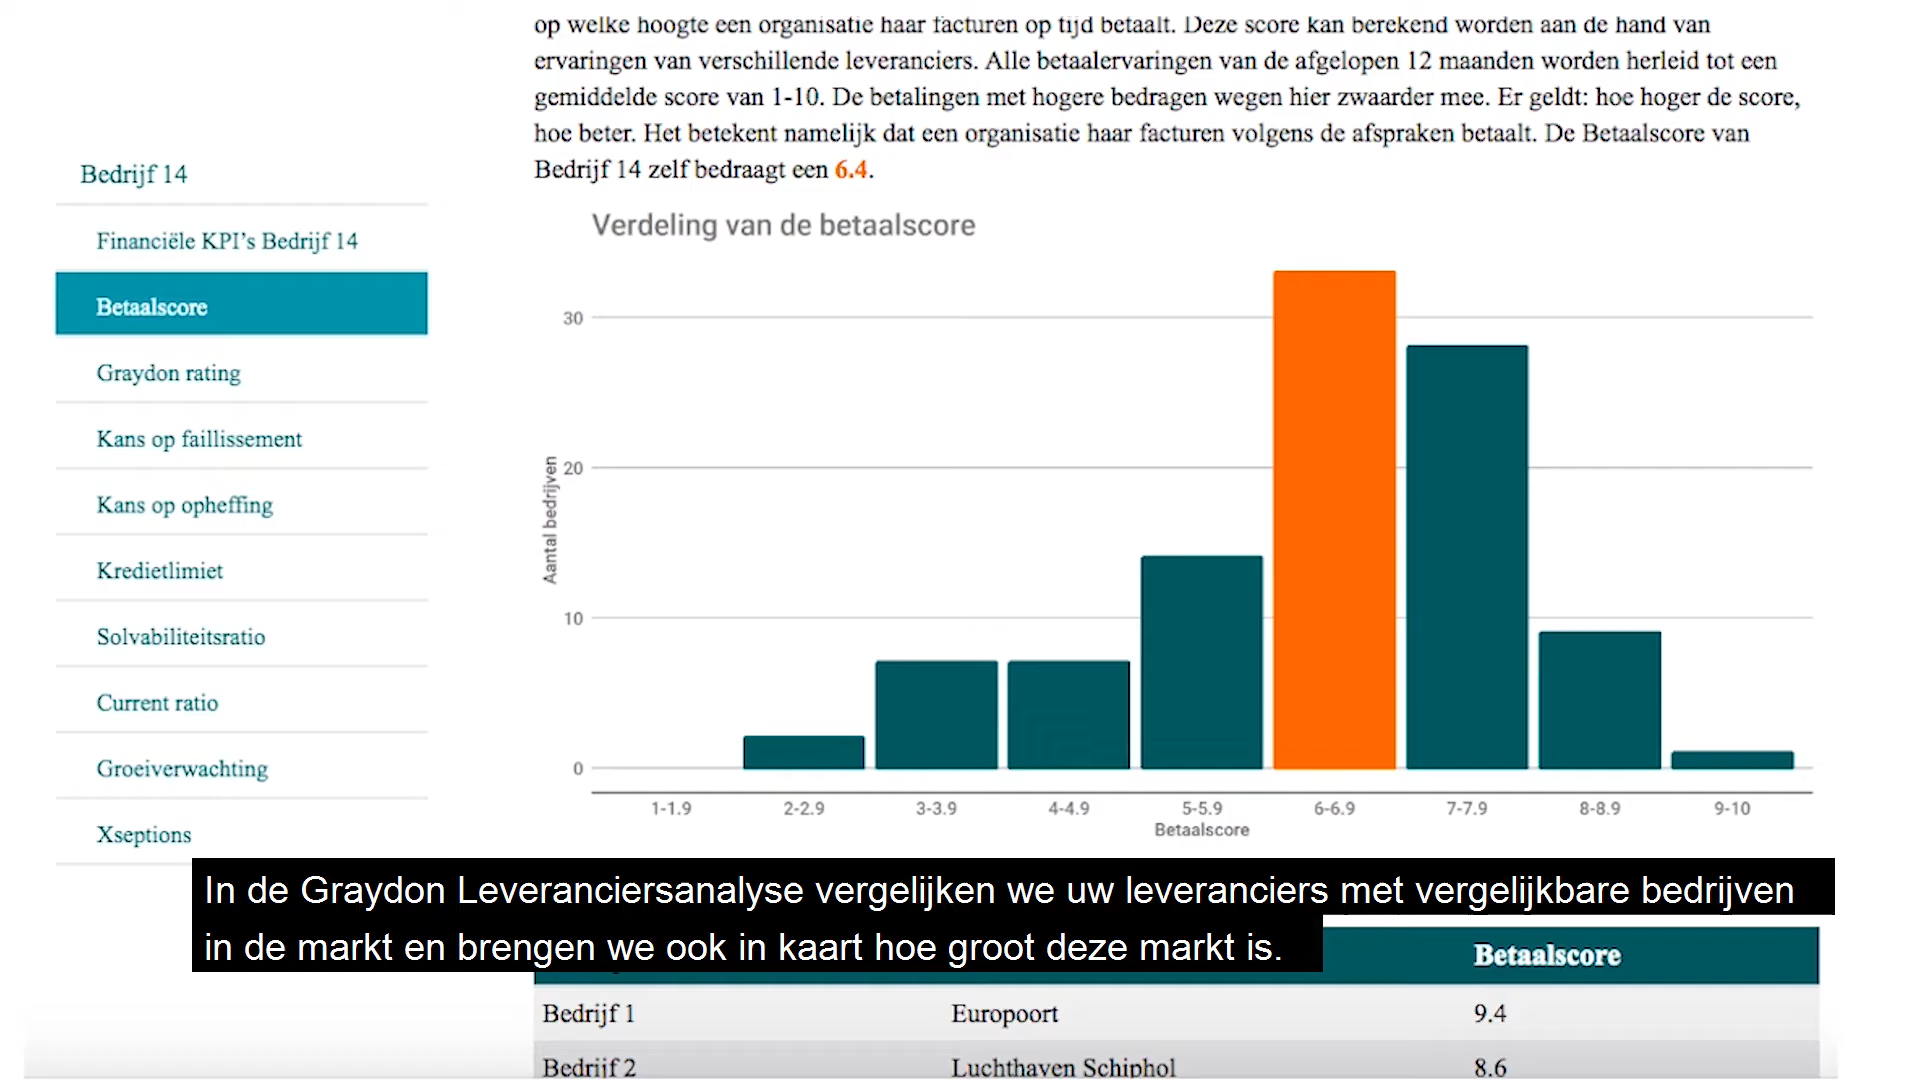 op welke hoogte een organisatie haar facturen op tijd betaalt. Deze score kan berekend worden aan de hand van
ervaringen van verschillende leveranciers. Alle betaalervaringen van de afgelopen 12 maanden worden herleid tot een
gemiddelde score van 1-10. De betalingen met hogere bedragen wegen hier zwaarder mee. Er geldt: hoe hoger de score,
hoe beter. Het betekent namelijk dat een organisatie haar facturen volgens de afspraken betaalt. De Betaalscore van
Bedrijf 14 zelf bedraagt een 6.4.
Bedrijf 14
Financiële KPI's Bedrijf 14
Betaalscore
Graydon rating
Kans op faillissement
Kans op opheffing
Kredietlimiet
Solvabiliteitsratio
Current ratio
Groeiverwachting
Xseptions
Verdeling van de betaalscore
Aantal bedrijven
30
20
10
0
1-1.9 2-2.9 3-3.9 4-4.9 5-5.9 6-6.9 7-7.9 8-8.9 9-10
Betaalscore
In de Graydon Leveranciersanalyse vergelijken we uw leveranciers met vergelijkbare bedrijven
in de markt en brengen we ook in kaart hoe groot deze markt is.
Betaalscore
Bedrijf 1 Europoort 9.4
Bedrijf 2 Luchthaven Schiphol 8.6